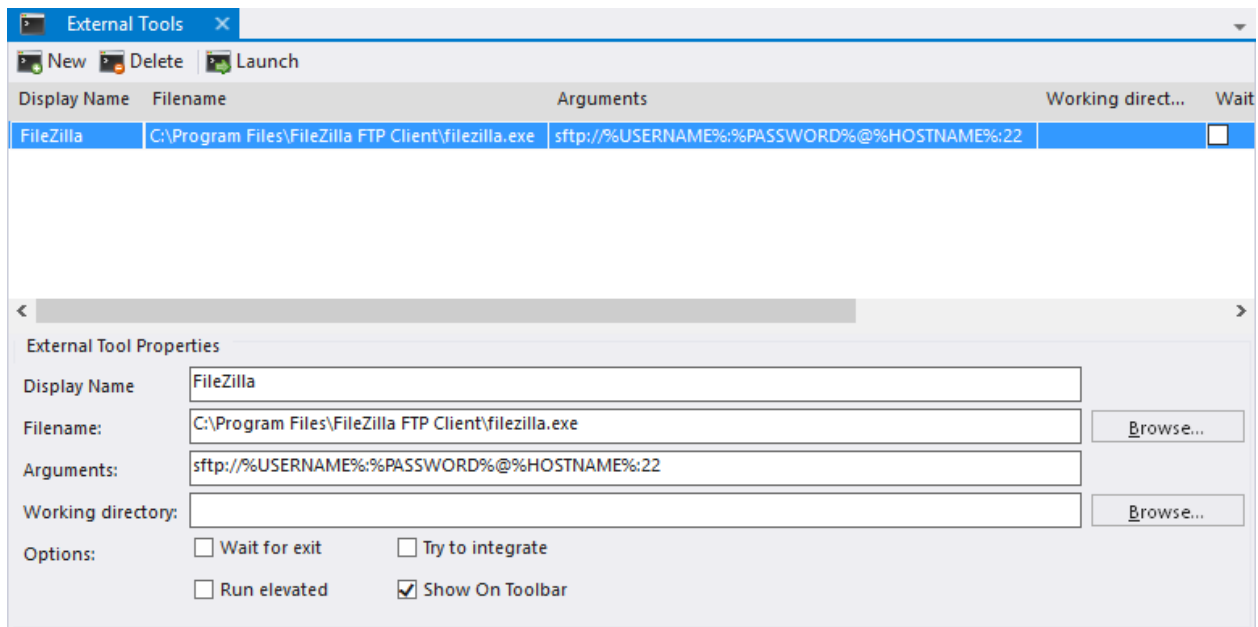 External Tools
New Delete Launch
Display Name Filename Arguments Working direct... Wait
FileZilla C:\Program Files\FileZilla FTP Client\filezilla.exe sftp://%USERNAME%:%PASSWORD%@%HOSTNAME%:22
External Tool Properties
Display Name FileZilla
Filename: C:\Program Files\FileZilla FTP Client\filezilla.exe Browse...
Arguments: sftp://%USERNAME%:%PASSWORD%@%HOSTNAME%:22
Working directory: Browse...
Options: Wait for exit Try to integrate
Run elevated Show On Toolbar